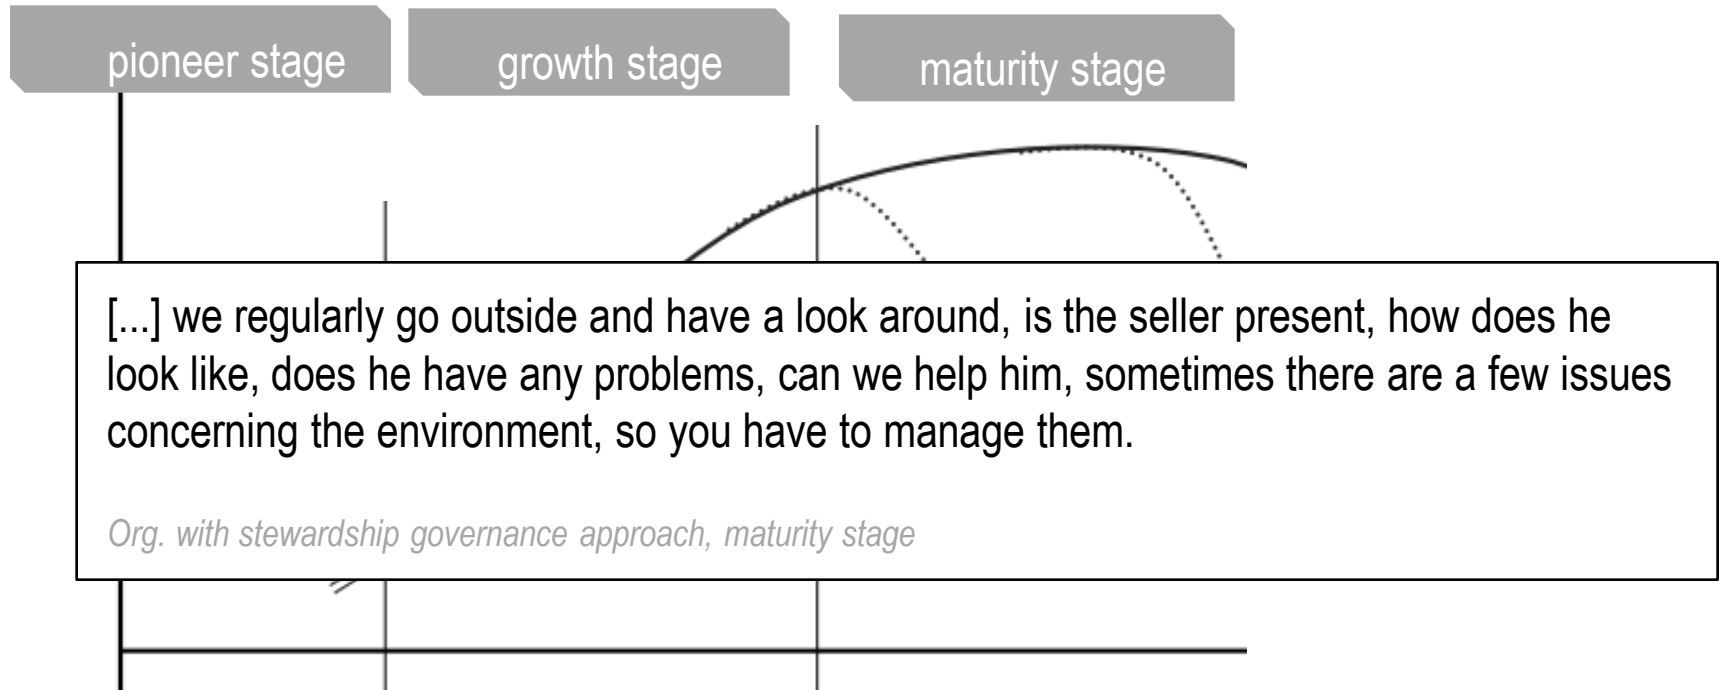 pioneer stage
growth stage
maturity stage
[...] we regularly go outside and have a look around, is the seller present, how does he
look like, does he have any problems, can we help him, sometimes there are a few issues
concerning the environment, so you have to manage them.
Org. with stewardship governance approach, maturity stage